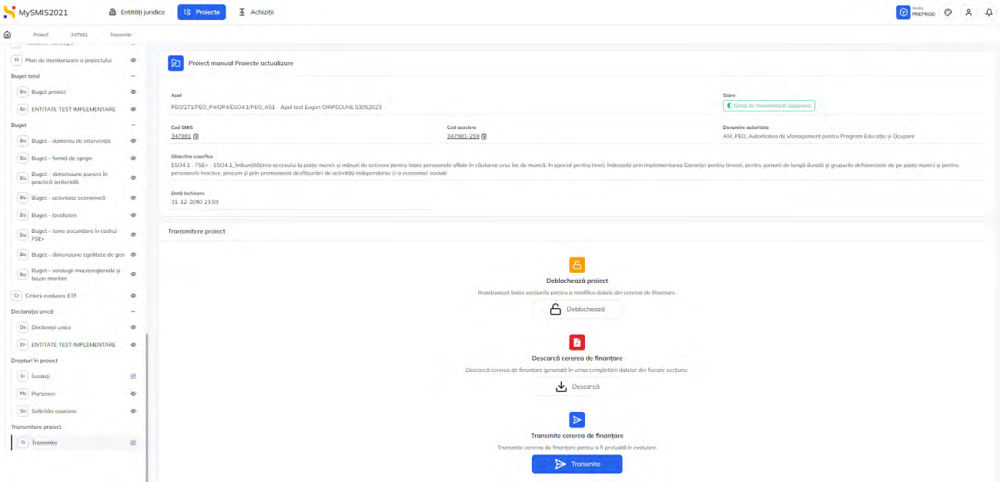 MySMIS2021
Entități juridice
Proiecte
Achiziții
PREPROD
Proiect
347981
Transmite
Pl Plan de monitorizare a proiectului
Buget total
Bu Buget proiect
En ENTITATE TEST IMPLEMENTARE
Buget
Bu Buget - domeniu de intervenție
Bu Buget - formă de sprijin
Bu Buget - dimensiune punere în
practică teritorială
Bu Buget - activitate economică
Bu Buget - localizare
Bu Buget - teme secundare în cadrul
FSE+
Bu Buget - dimensiune egalitate de gen
Bu Buget - strategii macroregionale și
bazin maritim
Cr Criterii evaluare ETF
Declarația unică
De Declarații unice
En ENTITATE TEST IMPLEMENTARE
Drepturi în proiect
În Înrolați
Pa Parteneri
So Solicitări asociere
Transmitere proiect
Tr Transmite
Proiect manual Proiecte actualizare
Apel
PEO/271/PEO_P4/OP4/ESO4.1/PEO_A51 - Apel test Eugen OIRPECUNE 03052023
Stare
Gata de transmitere depunere
Cod SMIS
347981
Cod asociere
347981-259
Denumire autoritate
AM_PEO_Autoritatea de Management pentru Program Educație și Ocupare
Obiective specifice
ESO4.1 - FSE+ - ESO4.1_Îmbunătățirea accesului la piața muncii și măsuri de activare pentru toate persoanele aflate în căutarea unui loc de muncă, în special pentru tineri, îndeosebi prin implementarea Garanției pentru tineret, pentru șomerii de lungă durată și grupurile defavorizate de pe piața muncii și pentru
persoanele inactive, precum și prin promovarea desfășurării de activități independente și a economiei sociale
Dată închidere
31-12-2040 23:59
Transmitere proiect
Deblochează proiect
Reactivează toate secțiunile pentru a modifica datele din cererea de finantare.
Deblochează
Descarcă cererea de finanțare
Descarcă cererea de finantare generată în urma completării datelor din fiecare secțiune.
Descarcă
Transmite cererea de finanțare
Transmite cererea de finanțare pentru a fi preluată în evaluare.
Transmite